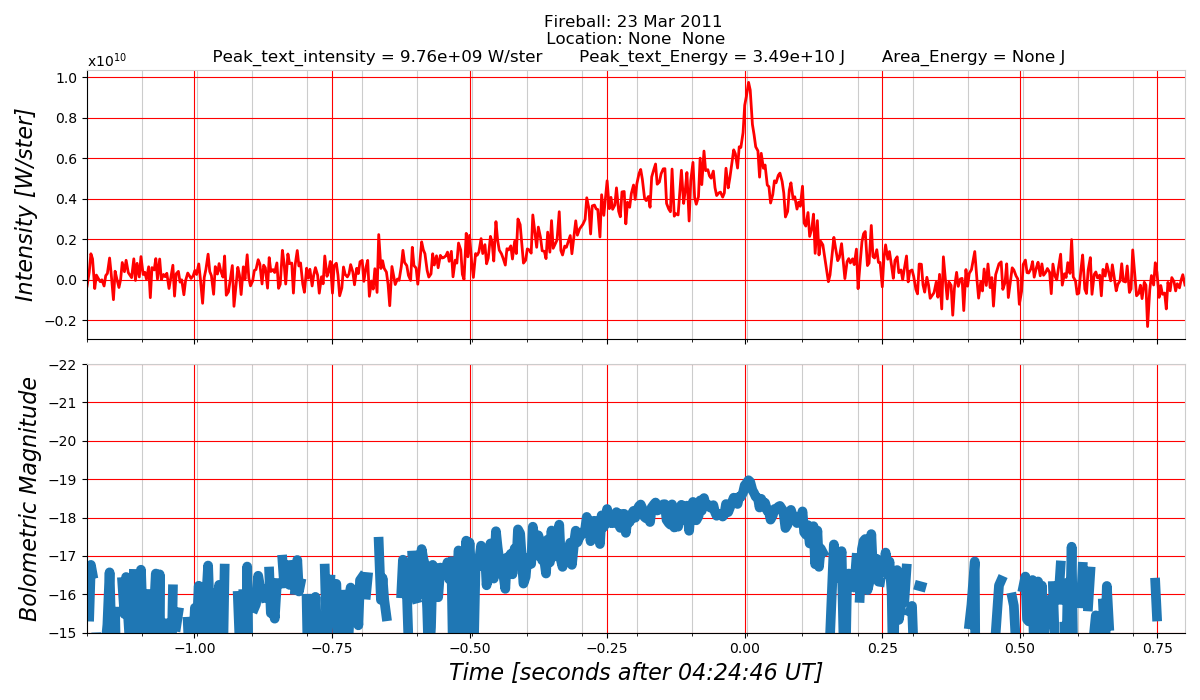 Fireball: 23 Mar 2011
Location: None  None
Peak_text_intensity = 9.76e+09 W/ster  Peak_text_Energy = 3.49e+10 J  Area_Energy = None J
x10¹⁰
1.0
0.8
0.6
0.4
0.2
0.0
−0.2
Intensity [W/ster]
−22
−21
−20
−19
−18
−17
−16
−15
Bolometric Magnitude
−1.00 −0.75 −0.50 −0.25 0.00 0.25 0.50 0.75
Time [seconds after 04:24:46 UT]